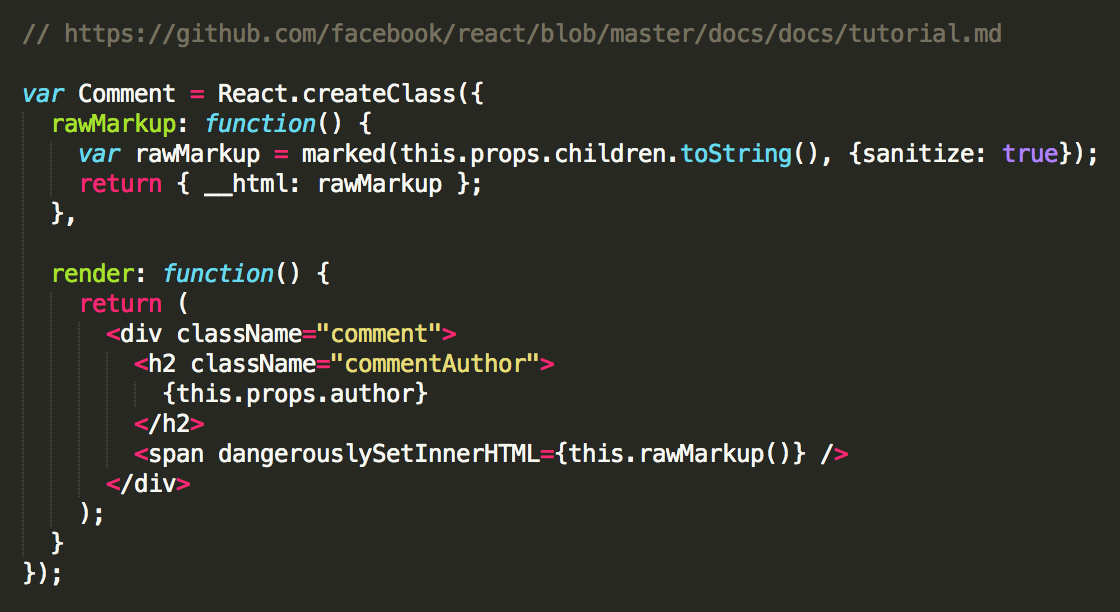 // https://github.com/facebook/react/blob/master/docs/docs/tutorial.md

var Comment = React.createClass({
  rawMarkup: function() {
    var rawMarkup = marked(this.props.children.toString(), {sanitize: true});
    return { __html: rawMarkup };
  },

  render: function() {
    return (
      <div className="comment">
        <h2 className="commentAuthor">
          {this.props.author}
        </h2>
        <span dangerouslySetInnerHTML={this.rawMarkup()} />
      </div>
    );
  }
});